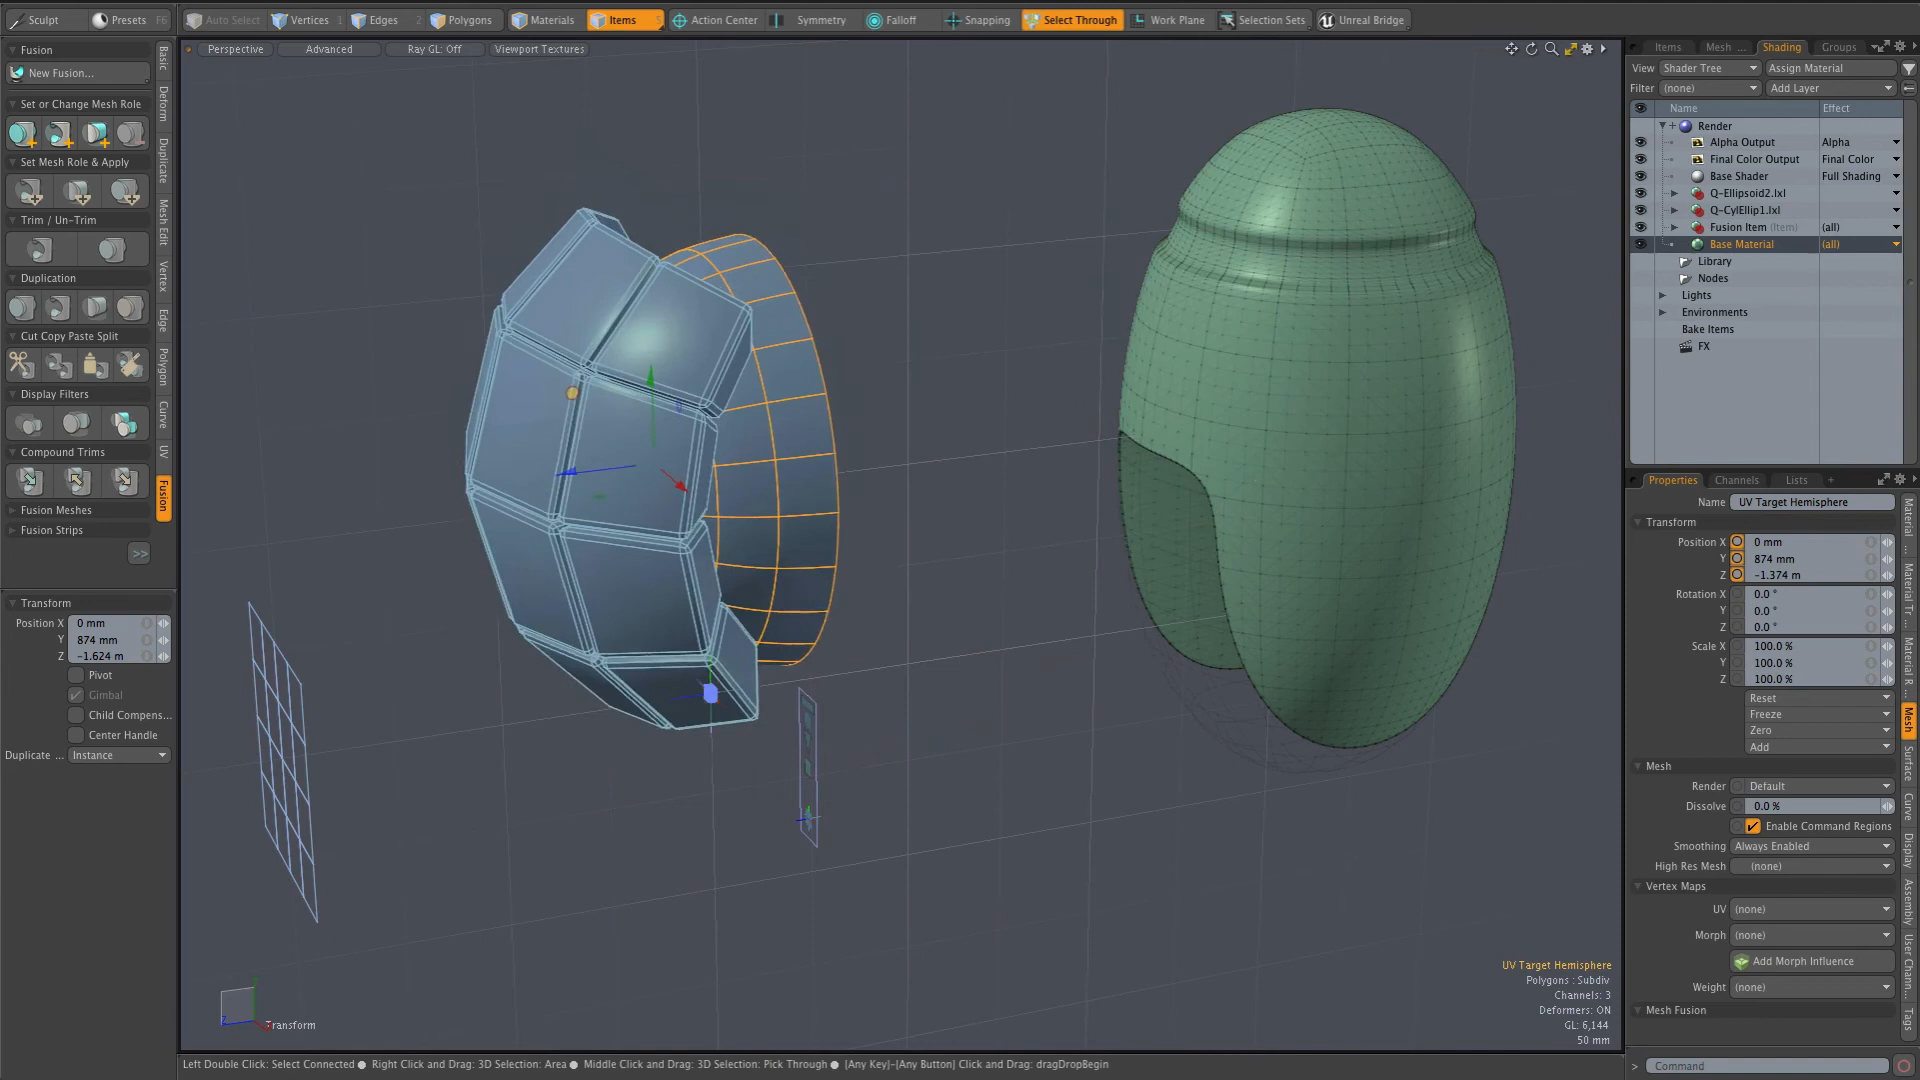 Sculpt
Presets F6
Auto Select
Vertices 1
Edges 2
Polygons
Materials
Items 5
Action Center
Symmetry
Falloff
Snapping
Select Through
Work Plane
Selection Sets
Unreal Bridge
Fusion
New Fusion...
Set or Change Mesh Role
Set Mesh Role & Apply
Trim / Un-Trim
Duplication
Cut Copy Paste Split
Display Filters
Compound Trims
Fusion Meshes
Fusion Strips
>>
Basic
Deform
Duplicate
Mesh Edit
Vertex
Edge
Polygon
Curve
UV
Fusion
Transform
Position X 0 mm
Y 874 mm
Z -1.624 m
Pivot
Gimbal
Child Compens...
Center Handle
Duplicate ... Instance
Perspective
Advanced
Ray GL: Off
Viewport Textures
Z
Transform
UV Target Hemisphere
Polygons : Subdiv
Channels: 3
Deformers: ON
GL: 6,144
50 mm
Left Double Click: Select Connected ● Right Click and Drag: 3D Selection: Area ● Middle Click and Drag: 3D Selection: Pick Through ● [Any Key]-[Any Button] Click and Drag: dragDropBegin
Items
Mesh ...
Shading
Groups
View Shader Tree
Assign Material
Filter (none)
Add Layer
Name
Effect
Render
Alpha Output Alpha
Final Color Output Final Color
Base Shader Full Shading
Q-Ellipsoid2.lxl
Q-CylEllip1.lxl
Fusion Item (Item) (all)
Base Material (all)
Library
Nodes
Lights
Environments
Bake Items
FX
Properties
Channels
Lists
+
Name UV Target Hemisphere
Transform
Position X 0 mm
Y 874 mm
Z -1.374 m
Rotation X 0.0 °
Y 0.0 °
Z 0.0 °
Scale X 100.0 %
Y 100.0 %
Z 100.0 %
Reset
Freeze
Zero
Add
Mesh
Render Default
Dissolve 0.0 %
Enable Command Regions
Smoothing Always Enabled
High Res Mesh (none)
Vertex Maps
UV (none)
Morph (none)
Add Morph Influence
Weight (none)
Mesh Fusion
Material ...
Material Tr ...
Material R ...
Mesh
Surface
Curve
Display
Assembly
User Chann...
Tags
> Command